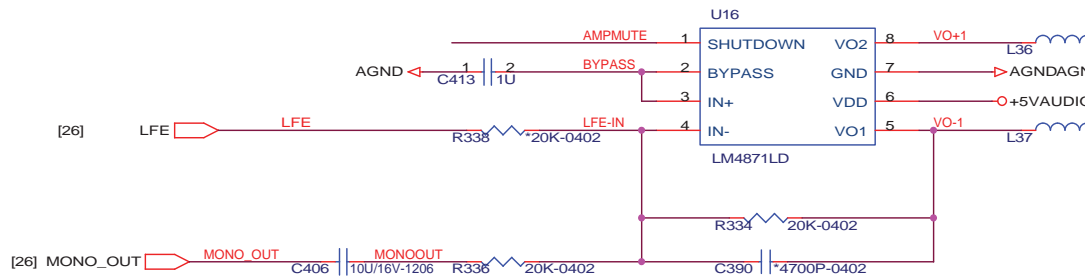 U16
AMPMUTE 1 SHUTDOWN VO2 8 VO+1 L36
AGND 1 2 BYPASS 2 BYPASS GND 7 AGNDAGN
C413 1U
3 IN+ VDD 6 +5VAUDIO
[26] LFE LFE LFE-IN 4 IN- VO1 5 VO-1
R338 *20K-0402 L37
LM4871LD
R334 20K-0402
[26] MONO_OUT MONO_OUT MONOOUT
C406 10U/16V-1206 R336 20K-0402 C390 *4700P-0402